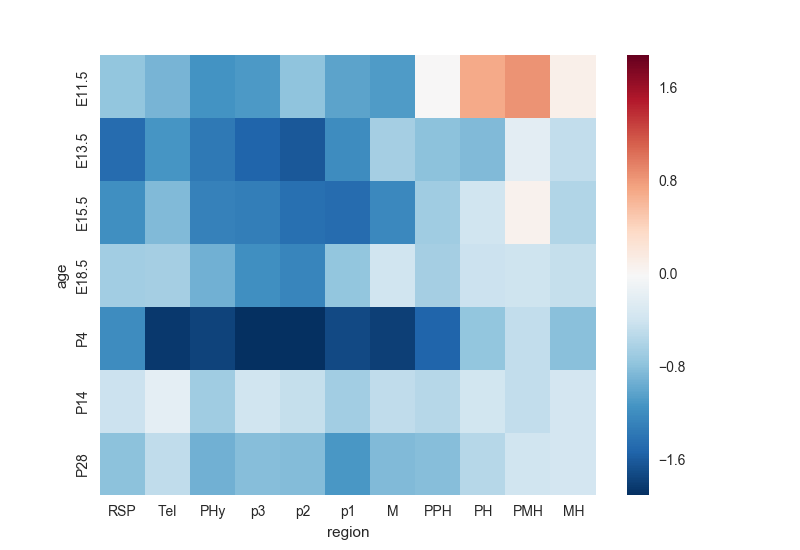 E11.5
E13.5
E15.5
E18.5
P4
P14
P28
age
RSP Tel PHy p3 p2 p1 M PPH PH PMH MH
region
1.6
0.8
0.0
−0.8
−1.6